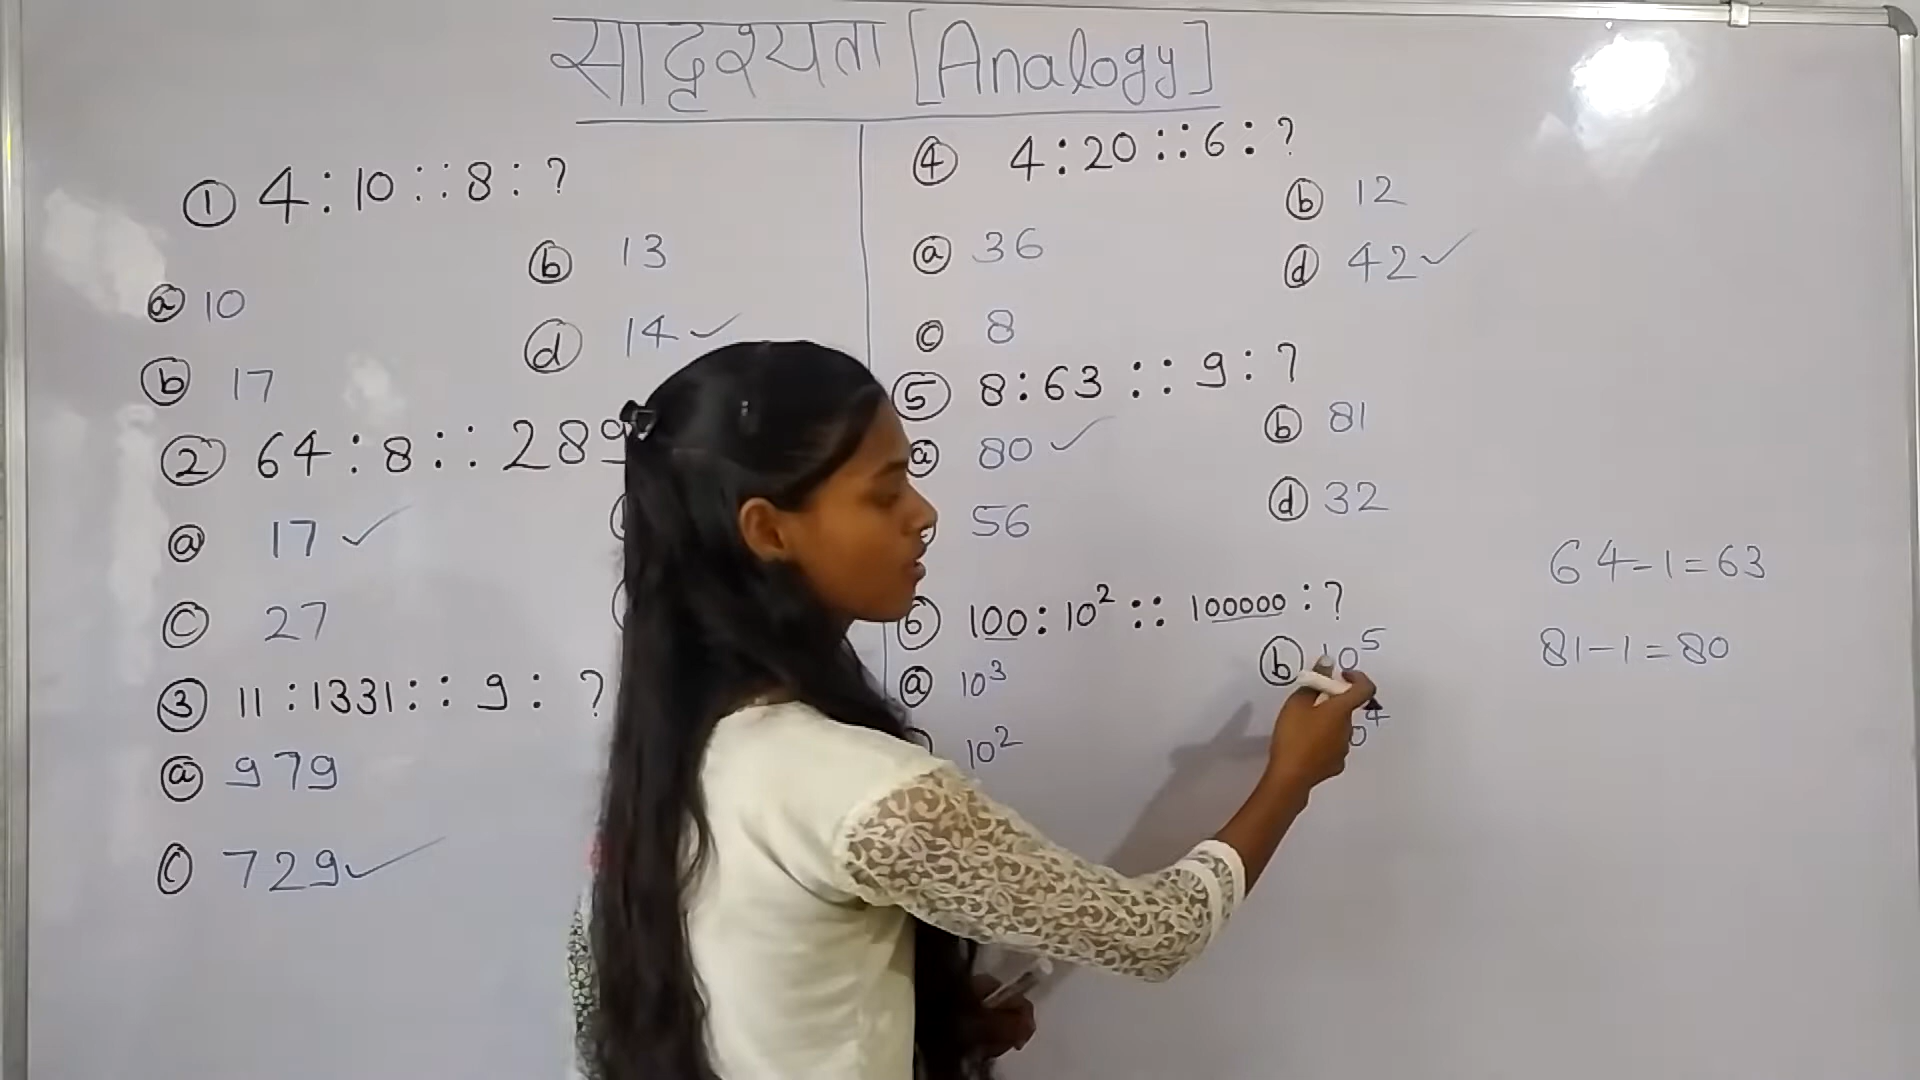 सादृश्यता [Analogy]
① 4 : 10 :: 8 : ?
ⓑ 13
ⓐ 10
ⓓ 14 ✓
ⓑ 17
② 64 : 8 :: 289
ⓐ 17 ✓
ⓒ 27
③ 11 : 1331 :: 9 : ?
ⓐ 979
ⓒ 729 ✓
④ 4 : 20 :: 6 : ?
ⓑ 12
ⓐ 36
ⓓ 42 ✓
ⓒ 8
⑤ 8 : 63 :: 9 : ?
ⓑ 81
ⓐ 80 ✓
56
ⓓ 32
⑥ 100 : 10² :: 100000 : ?
ⓐ 10³
ⓑ 10⁵
10²
0⁴
64-1=63
81-1=80